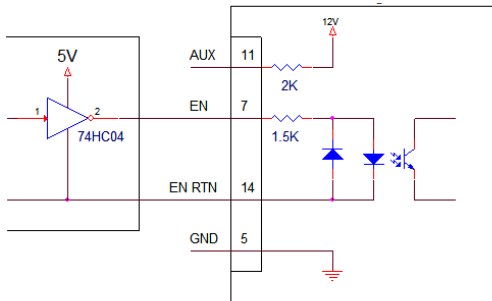 12V
5V
AUX 11
2K
1 2
EN 7
74HC04
1.5K
EN RTN 14
GND 5